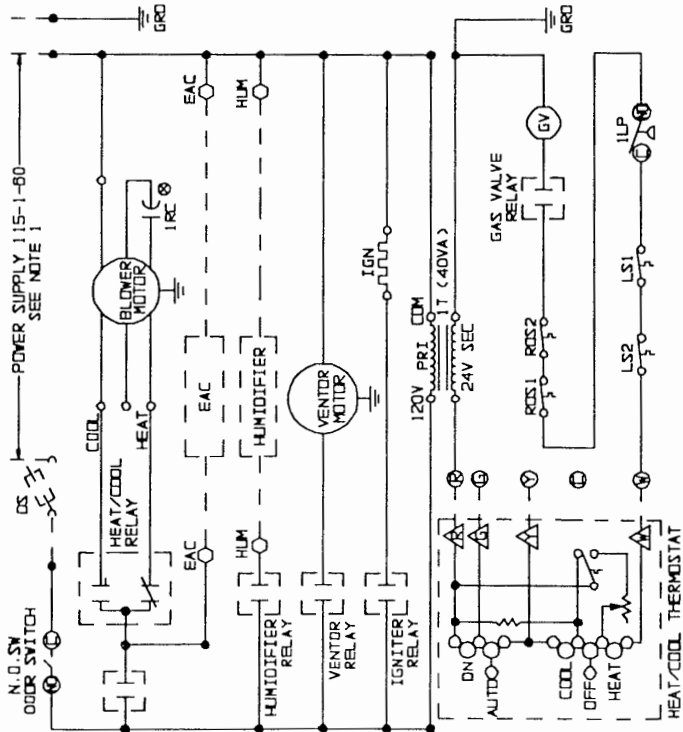 POWER SUPPLY 115-1-60
SEE NOTE 1
GRD
DS
N.O.SW
DOOR SWITCH
NO
C
COOL
HEAT/COOL
RELAY
HEAT
BLOWER
MOTOR
1RC
EAC
EAC
EAC
HUM
HUMIDIFIER
HUM
HUMIDIFIER
RELAY
VENTOR
RELAY
VENTOR
MOTOR
IGNITER
RELAY
IGN
120V PRI COM
1T (40VA)
24V SEC
GRD
R
G
Y
C
W
R
G
Y
W
ON
AUTO
COOL
OFF
HEAT
HEAT/COOL THERMOSTAT
ROS1
ROS2
GAS VALVE
RELAY
GV
LS2
LS1
1LP
C
NO